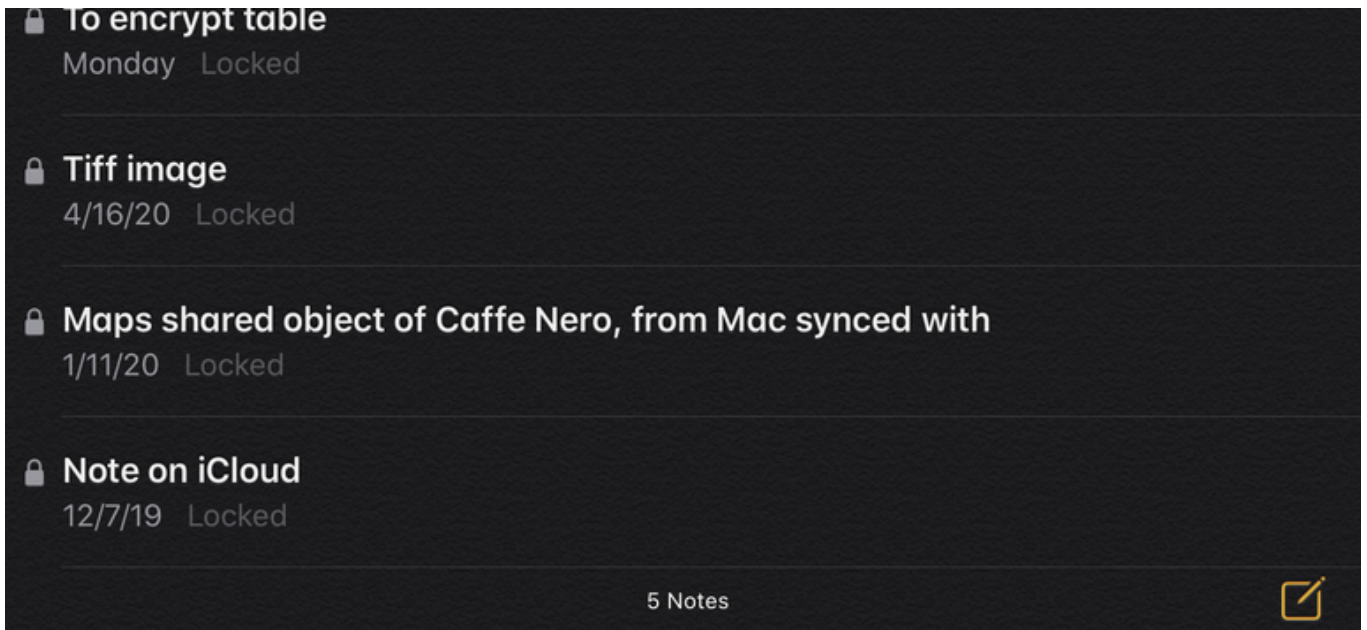 To encrypt table
Monday Locked
Tiff image
4/16/20 Locked
Maps shared object of Caffe Nero, from Mac synced with
1/11/20 Locked
Note on iCloud
12/7/19 Locked
5 Notes